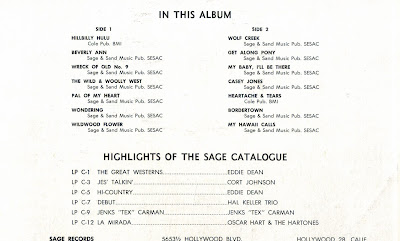 IN THIS ALBUM
SIDE 1
HILLBILLY HULU
Cole Pub. BMI
BEVERLY ANN
Sage & Sand Music Pub. SESAC
WRECK OF OLD No. 9
Sage & Sand Music Pub. SESAC
THE WILD & WOOLLY WEST
Sage & Sand Music Pub. SESAC
PAL OF MY HEART
Sage & Sand Music Pub. SESAC
WONDERING
Sage & Sand Music Pub. SESAC
WILDWOOD FLOWER
Sage & Sand Music Pub. SESAC
SIDE 2
WOLF CREEK
Sage & Sand Music Pub. SESAC
GET ALONG PONY
Sage & Sand Music Pub. SESAC
MY BABY, I'LL BE THERE
Sage & Sand Music Pub. SESAC
CASEY JONES
Sage & Sand Music Pub. SESAC
HEARTACHE & TEARS
Cole Pub. BMI
BORDERTOWN
Sage & Sand Music Pub. SESAC
MY HAWAII CALLS
Sage & Sand Music Pub. SESAC
HIGHLIGHTS OF THE SAGE CATALOGUE
LP C-1 THE GREAT WESTERNS EDDIE DEAN
LP C-3 JES' TALKIN' CORT JOHNSON
LP C-5 HI-COUNTRY EDDIE DEAN
LP C-7 DEBUT HAL KELLER TRIO
LP C-9 JENKS "TEX" CARMAN JENKS "TEX" CARMAN
LP C-12 LA MIRADA OSCAR HART & THE HARTONES
SAGE RECORDS 5653½ HOLLYWOOD BLVD. HOLLYWOOD 28, CALIF.